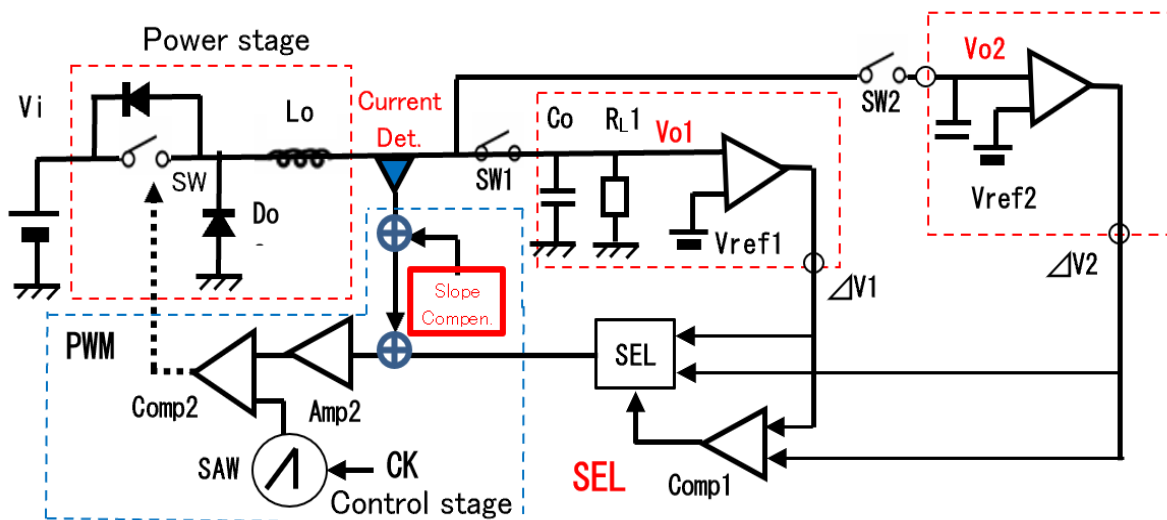 Power stage
Vi
SW
Lo
Do
Current
Det.
SW1
Co
RL1
Vo1
Vref1
SW2
Vo2
Vref2
⊿V1
⊿V2
Slope
Compen.
PWM
Comp2
Amp2
SEL
Comp1
SAW
CK
Control stage
SEL